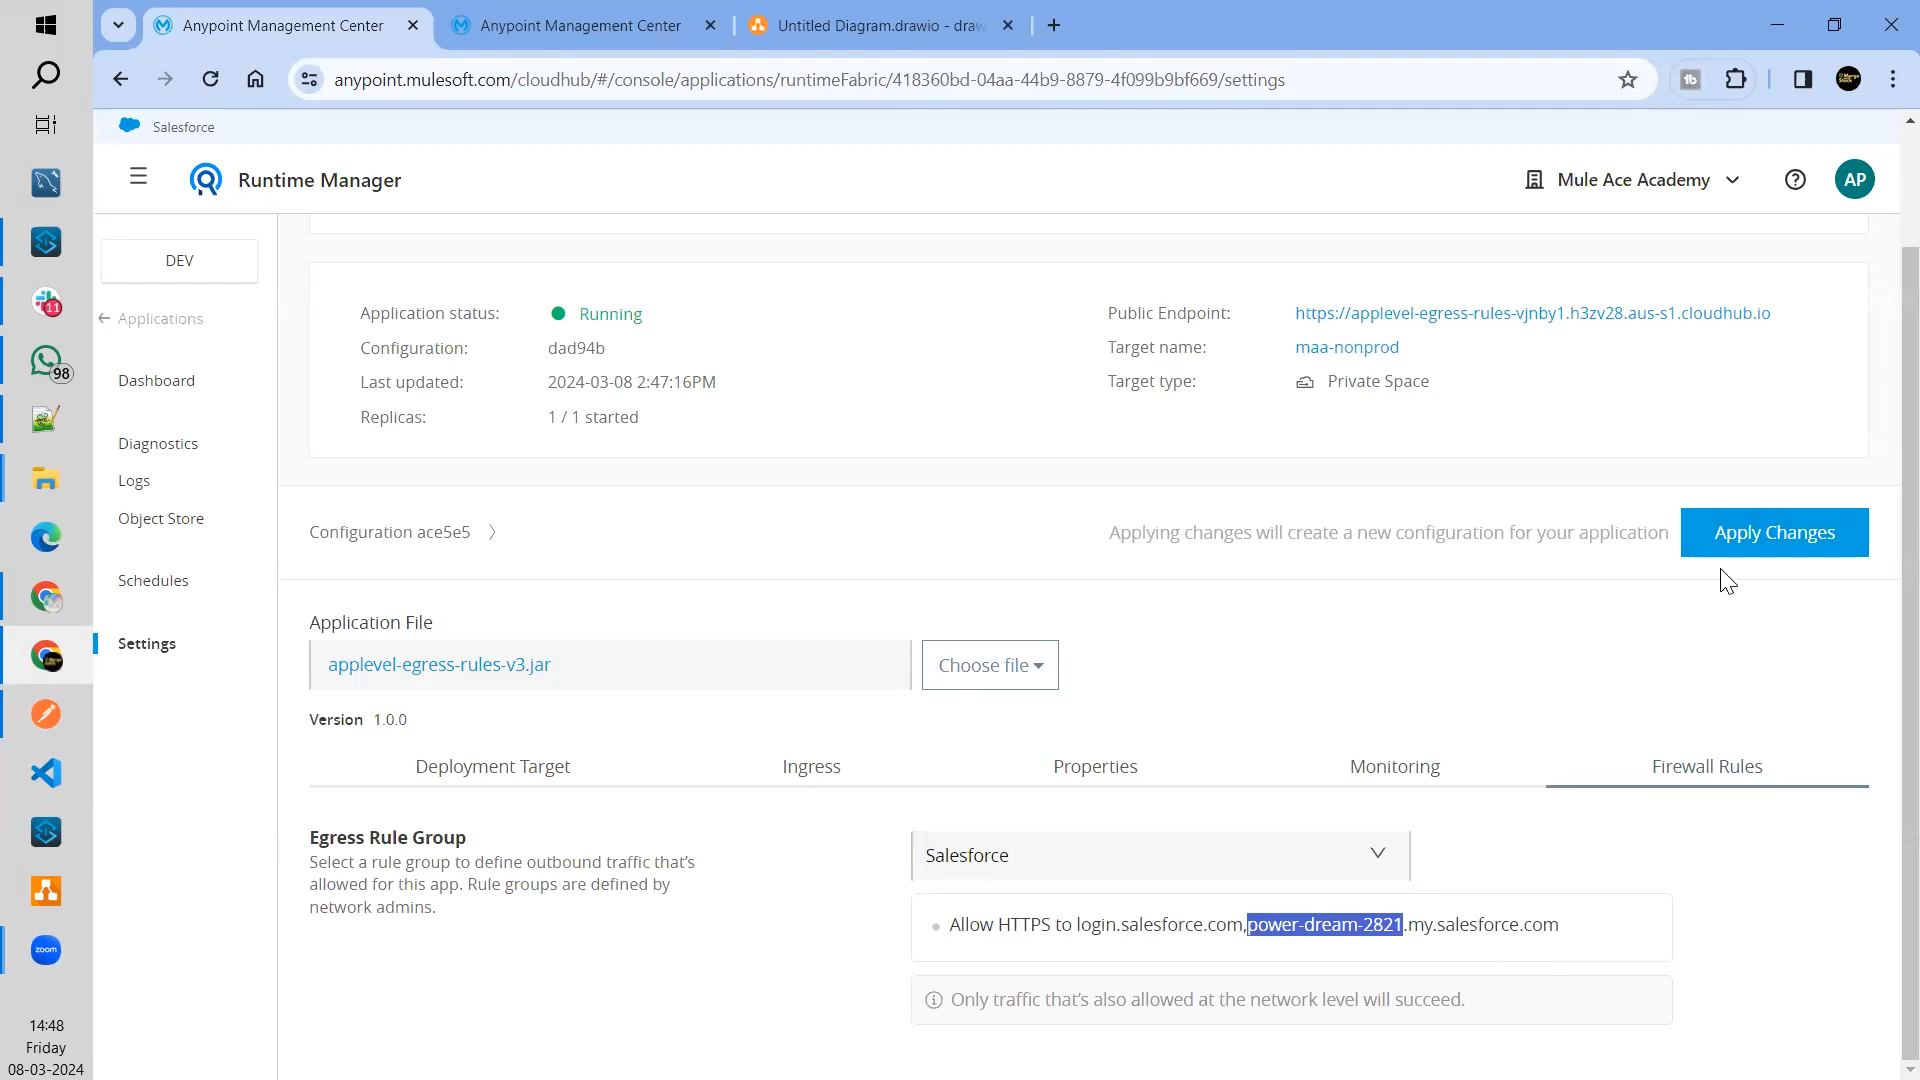 Anypoint Management Center
Anypoint Management Center
Untitled Diagram.drawio - draw
anypoint.mulesoft.com/cloudhub/#/console/applications/runtimeFabric/418360bd-04aa-44b9-8879-4f099b9bf669/settings
Salesforce
Runtime Manager
Mule Ace Academy
AP
DEV
Applications
Dashboard
Diagnostics
Logs
Object Store
Schedules
Settings
Application status: Running
Configuration: dad94b
Last updated: 2024-03-08 2:47:16PM
Replicas: 1 / 1 started
Public Endpoint: https://applevel-egress-rules-vjnby1.h3zv28.aus-s1.cloudhub.io
Target name: maa-nonprod
Target type: Private Space
Configuration ace5e5
Applying changes will create a new configuration for your application
Apply Changes
Application File
applevel-egress-rules-v3.jar
Choose file
Version 1.0.0
Deployment Target
Ingress
Properties
Monitoring
Firewall Rules
Egress Rule Group
Select a rule group to define outbound traffic that's
allowed for this app. Rule groups are defined by
network admins.
Salesforce
Allow HTTPS to login.salesforce.com,power-dream-2821.my.salesforce.com
Only traffic that's also allowed at the network level will succeed.
11
98
zoom
14:48
Friday
08-03-2024